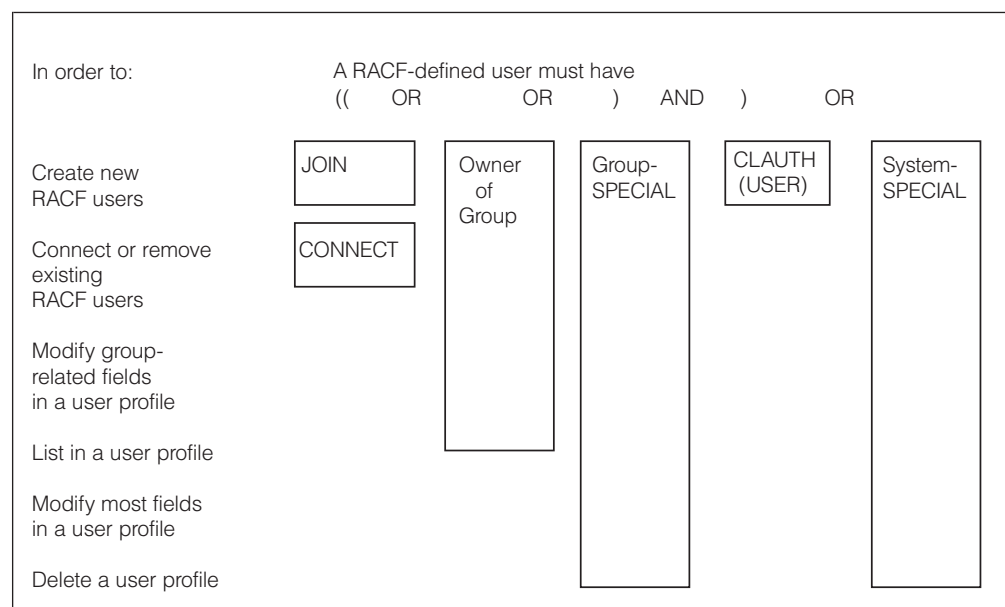 In order to: A RACF-defined user must have
(( OR OR ) AND ) OR
Create new
RACF users
JOIN
Owner
of
Group
Group-
SPECIAL
CLAUTH
(USER)
System-
SPECIAL
Connect or remove
existing
RACF users
CONNECT
Modify group-
related fields
in a user profile
List in a user profile
Modify most fields
in a user profile
Delete a user profile